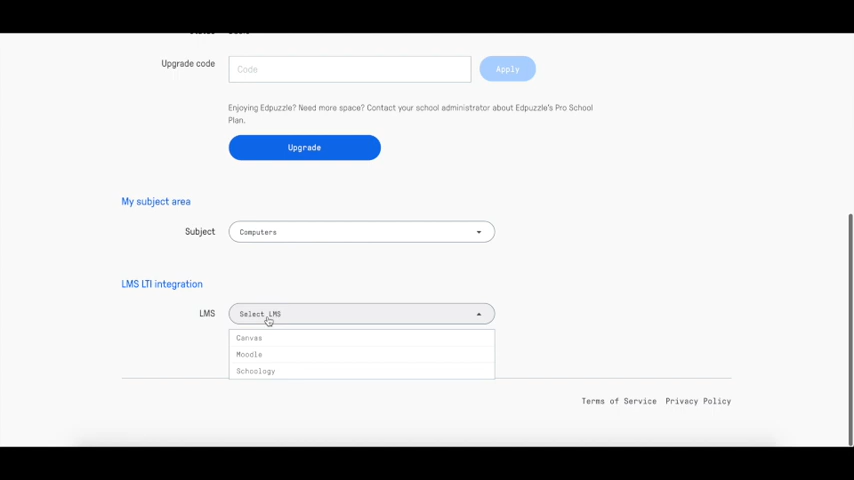 Upgrade code
Code
Apply
Enjoying Edpuzzle? Need more space? Contact your school administrator about Edpuzzle's Pro School
Plan.
Upgrade
My subject area
Subject
Computers
LMS LTI integration
LMS
Select LMS
Canvas
Moodle
Schoology
Terms of Service Privacy Policy